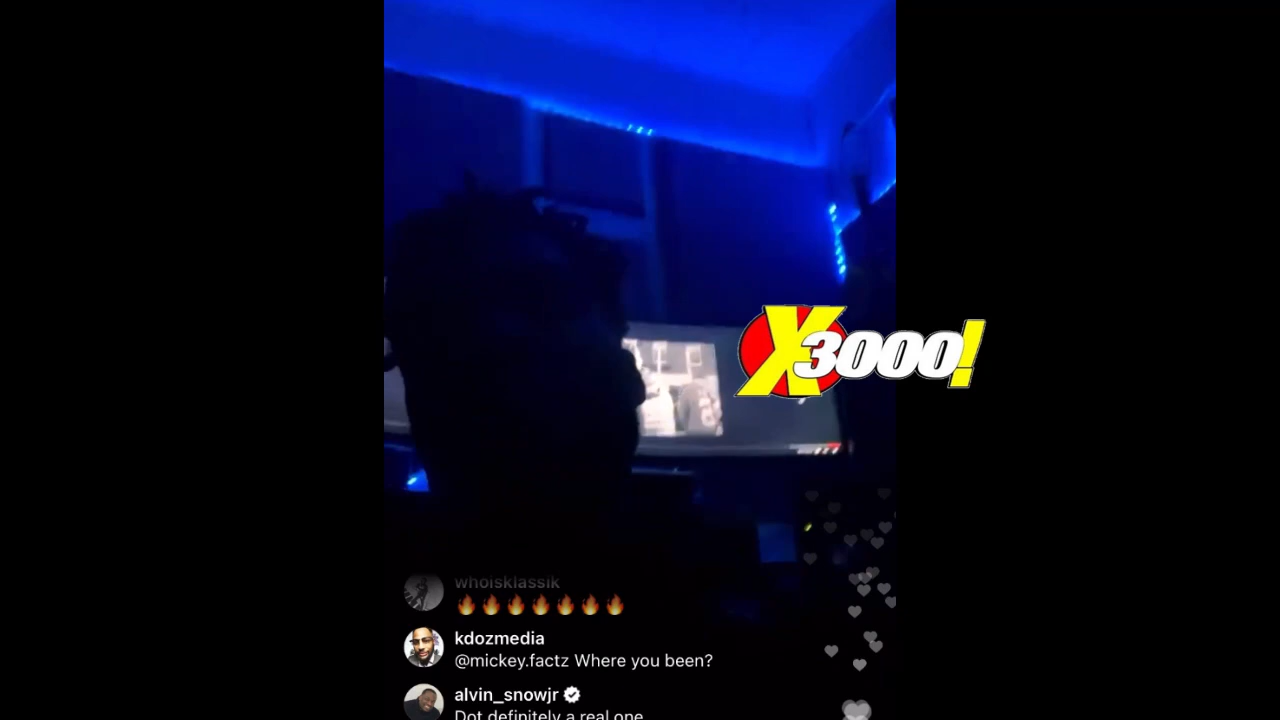 X3000!
whoisklassik
🔥🔥🔥🔥🔥🔥🔥
kdozmedia
@mickey.factz Where you been?
alvin_snowjr
Dot definitely a real one